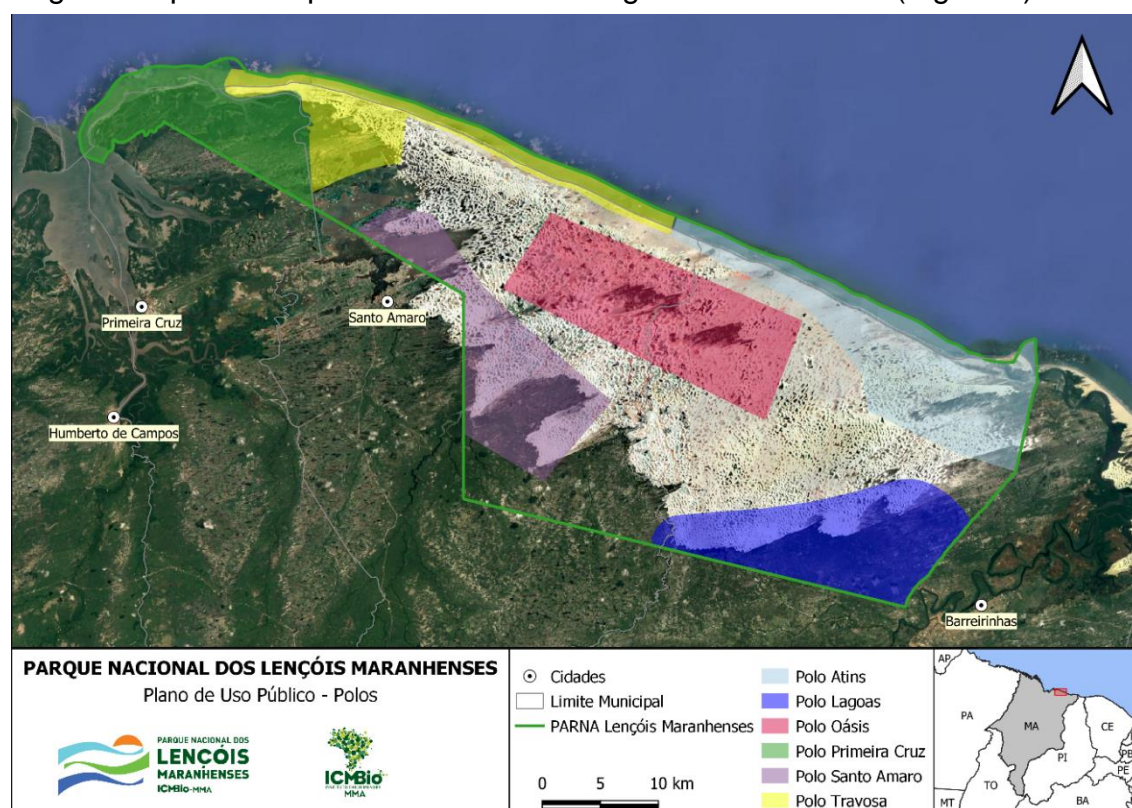 Primeira Cruz
Santo Amaro
Humberto de Campos
Barreirinhas
PARQUE NACIONAL DOS LENÇÓIS MARANHENSES
Plano de Uso Público - Polos
PARQUE NACIONAL DOS
LENÇÓIS
MARANHENSES
ICMBio-MMA
ICMBio
MMA
Cidades
Limite Municipal
PARNA Lençóis Maranhenses
0 5 10 km
Polo Atins
Polo Lagoas
Polo Oásis
Polo Primeira Cruz
Polo Santo Amaro
Polo Travosa
AP
PA
MA
CE
PI
PB
PE
TO
MT
BA